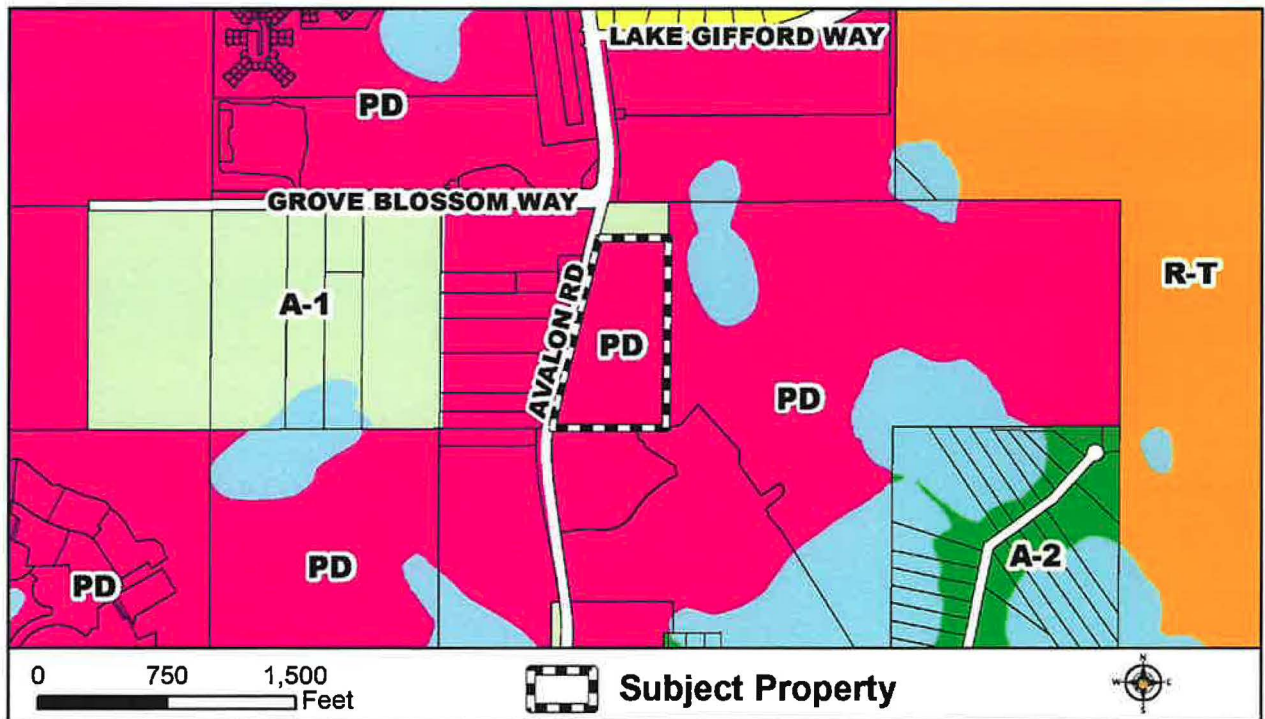 LAKE GIFFORD WAY
PD
GROVE BLOSSOM WAY
R-T
A-1
AVALON RD
PD
PD
A-2
PD
PD
0 750 1,500
Feet
Subject Property
N
W E
S